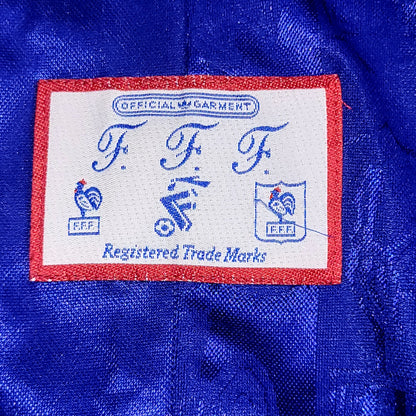 OFFICIAL GARMENT
F. F. F.
F.F.F. F.F.F.
Registered Trade Marks